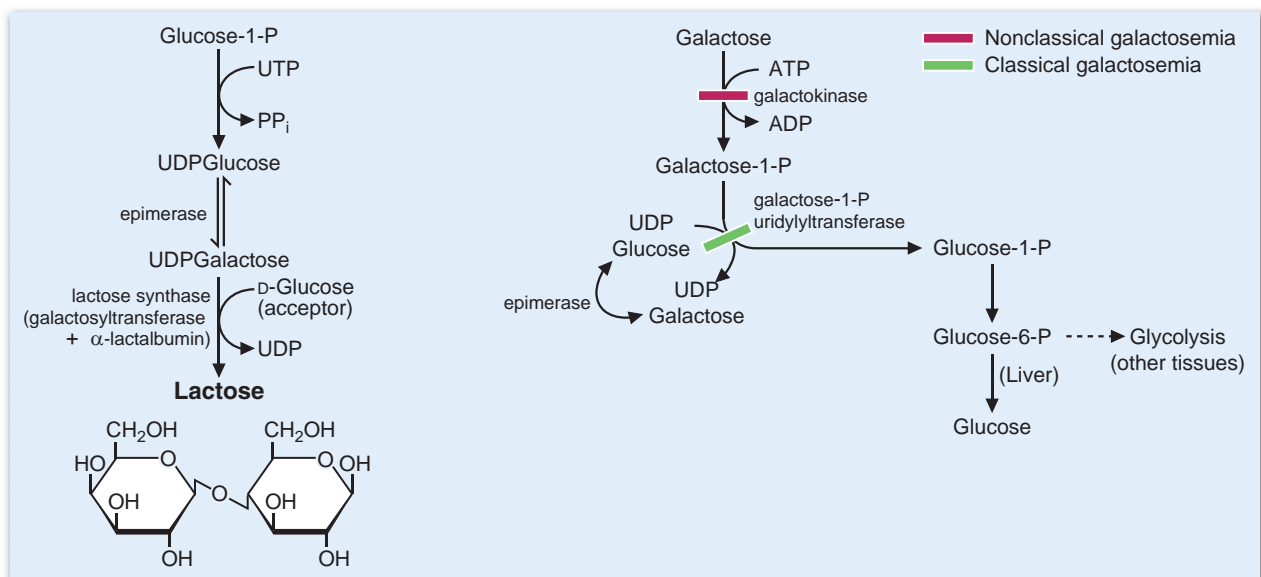 Glucose-1-P
UTP
PPi
UDPGlucose
epimerase
UDPGalactose
lactose synthase
(galactosyltransferase
+ α-lactalbumin)
D-Glucose
(acceptor)
UDP
Lactose
CH2OH
CH2OH
O
O
HO
OH
O
OH
OH
OH
OH
Galactose
ATP
galactokinase
ADP
Galactose-1-P
galactose-1-P
uridylyltransferase
UDP
Glucose
epimerase
UDP
Galactose
Glucose-1-P
Glucose-6-P
Glycolysis
(other tissues)
(Liver)
Glucose
Nonclassical galactosemia
Classical galactosemia